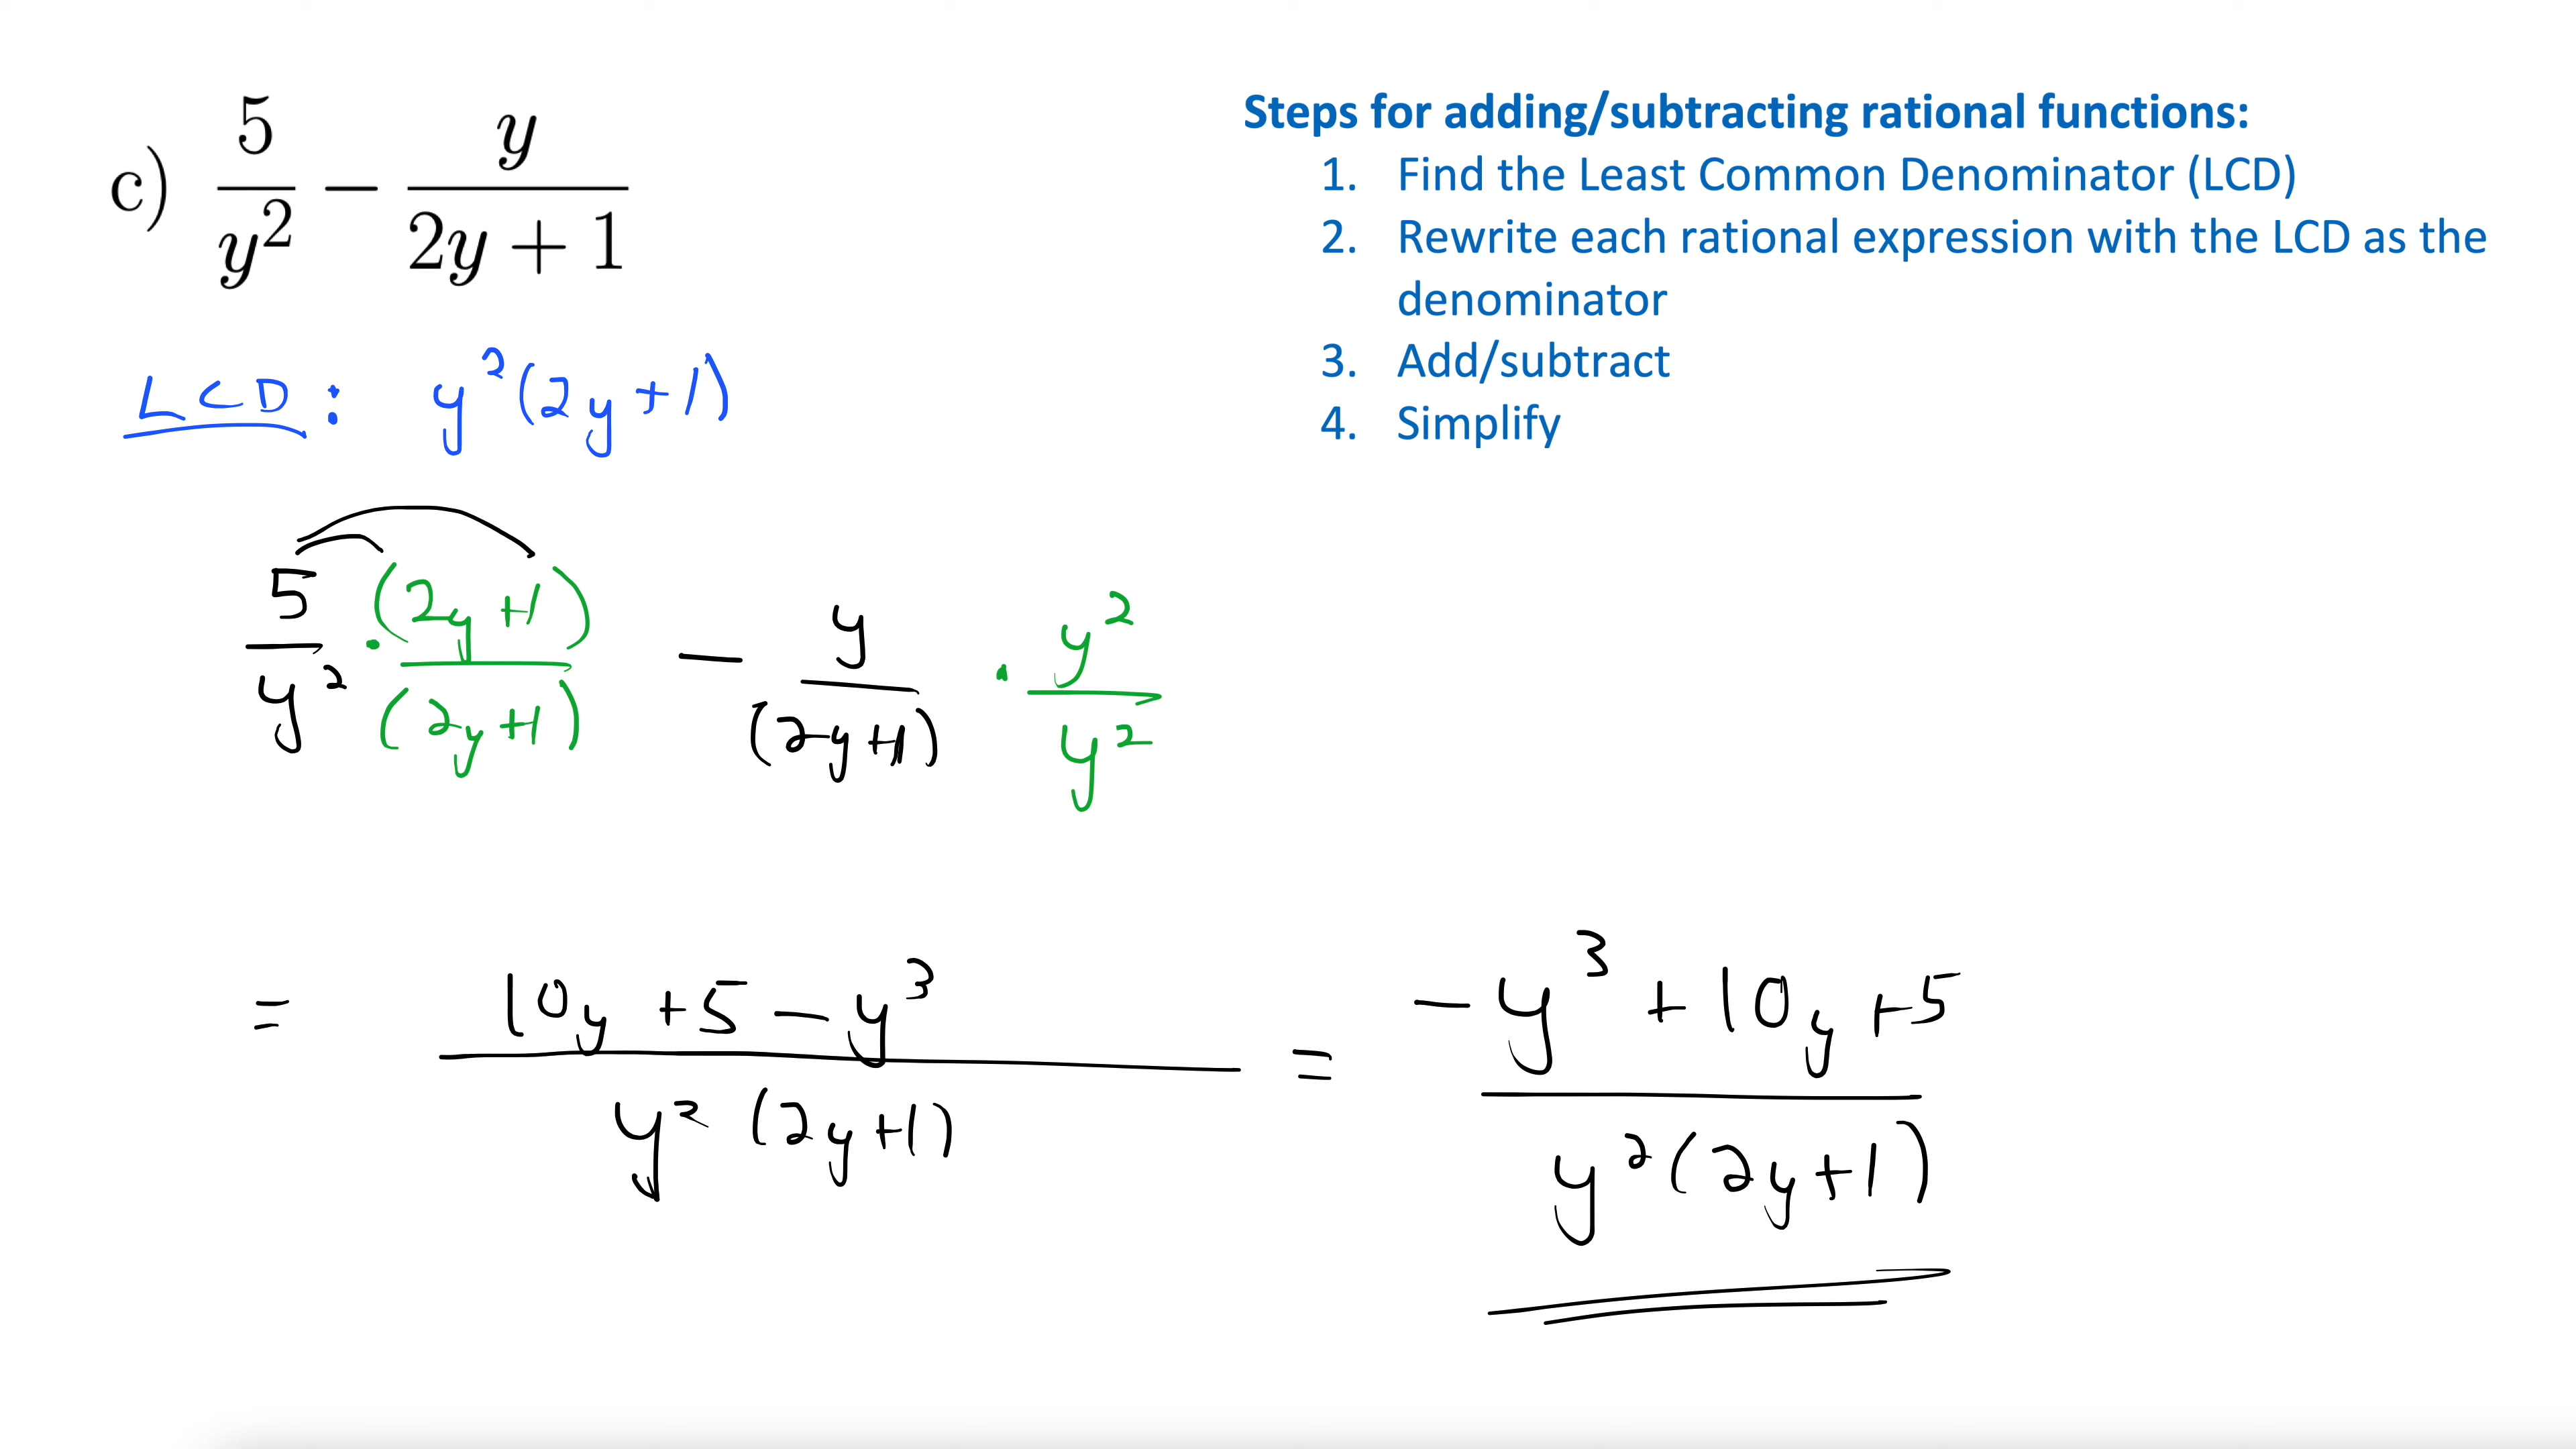 c) 5/y² − y/(2y + 1)
Steps for adding/subtracting rational functions:
1. Find the Least Common Denominator (LCD)
2. Rewrite each rational expression with the LCD as the
denominator
3. Add/subtract
4. Simplify
LCD: y²(2y+1)
5/y² · (2y+1)/(2y+1) − y/(2y+1) · y²/y²
= (10y+5−y³)/(y²(2y+1)) = (−y³+10y+5)/(y²(2y+1))